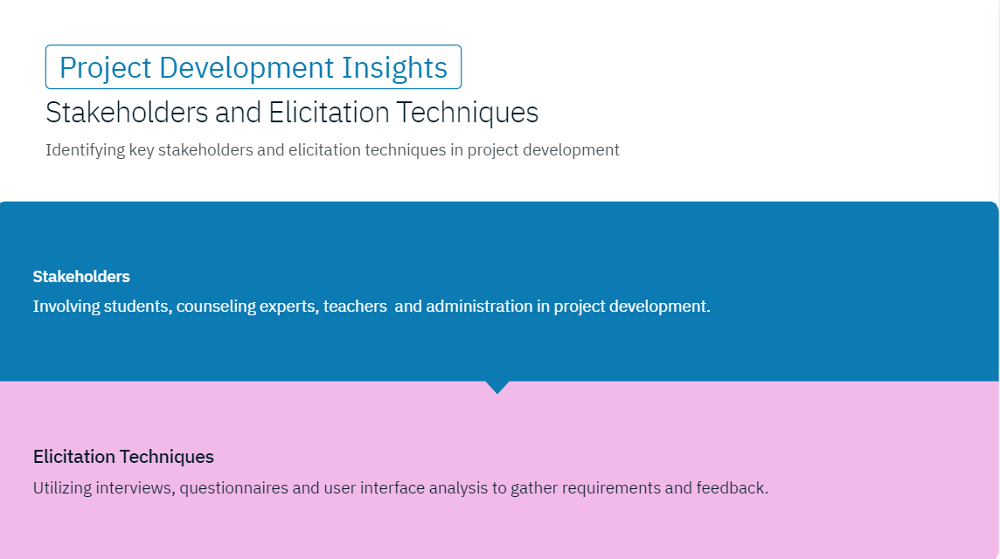 Project Development Insights
Stakeholders and Elicitation Techniques
Identifying key stakeholders and elicitation techniques in project development
Stakeholders
Involving students, counseling experts, teachers  and administration in project development.
Elicitation Techniques
Utilizing interviews, questionnaires and user interface analysis to gather requirements and feedback.